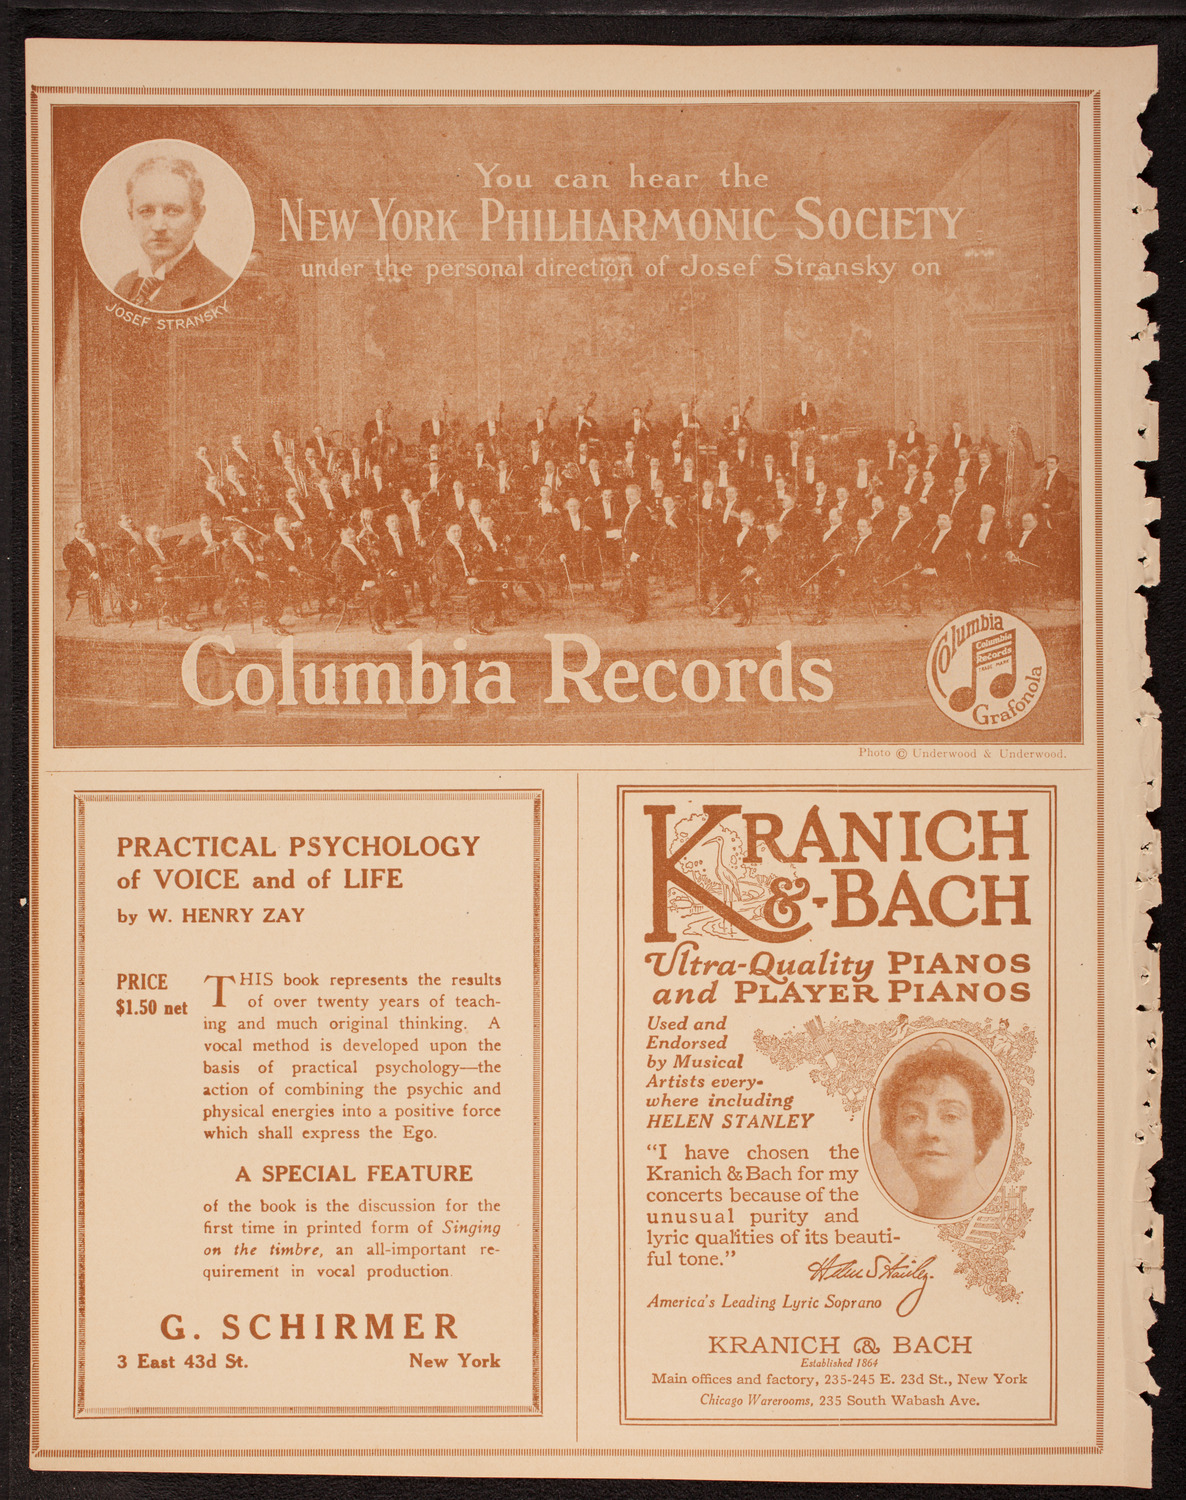 You can hear the
NEW YORK PHILHARMONIC SOCIETY
under the personal direction of Josef Stransky on
JOSEF STRANSKY
Columbia Records
Columbia
Columbia
Records
TRADE MARK
Grafonola
Photo © Underwood & Underwood.
PRACTICAL PSYCHOLOGY
of VOICE and of LIFE
by W. HENRY ZAY
PRICE
$1.50 net
THIS book represents the results
of over twenty years of teach-
ing and much original thinking. A
vocal method is developed upon the
basis of practical psychology—the
action of combining the psychic and
physical energies into a positive force
which shall express the Ego.
A SPECIAL FEATURE
of the book is the discussion for the
first time in printed form of Singing
on the timbre, an all-important re-
quirement in vocal production.
G. SCHIRMER
3 East 43d St. New York
KRANICH
&-BACH
Ultra-Quality PIANOS
and PLAYER PIANOS
Used and
Endorsed
by Musical
Artists every-
where including
HELEN STANLEY
"I have chosen the
Kranich & Bach for my
concerts because of the
unusual purity and
lyric qualities of its beauti-
ful tone."
Helen Stanley.
America's Leading Lyric Soprano
KRANICH & BACH
Established 1864
Main offices and factory, 235-245 E. 23d St., New York
Chicago Warerooms, 235 South Wabash Ave.